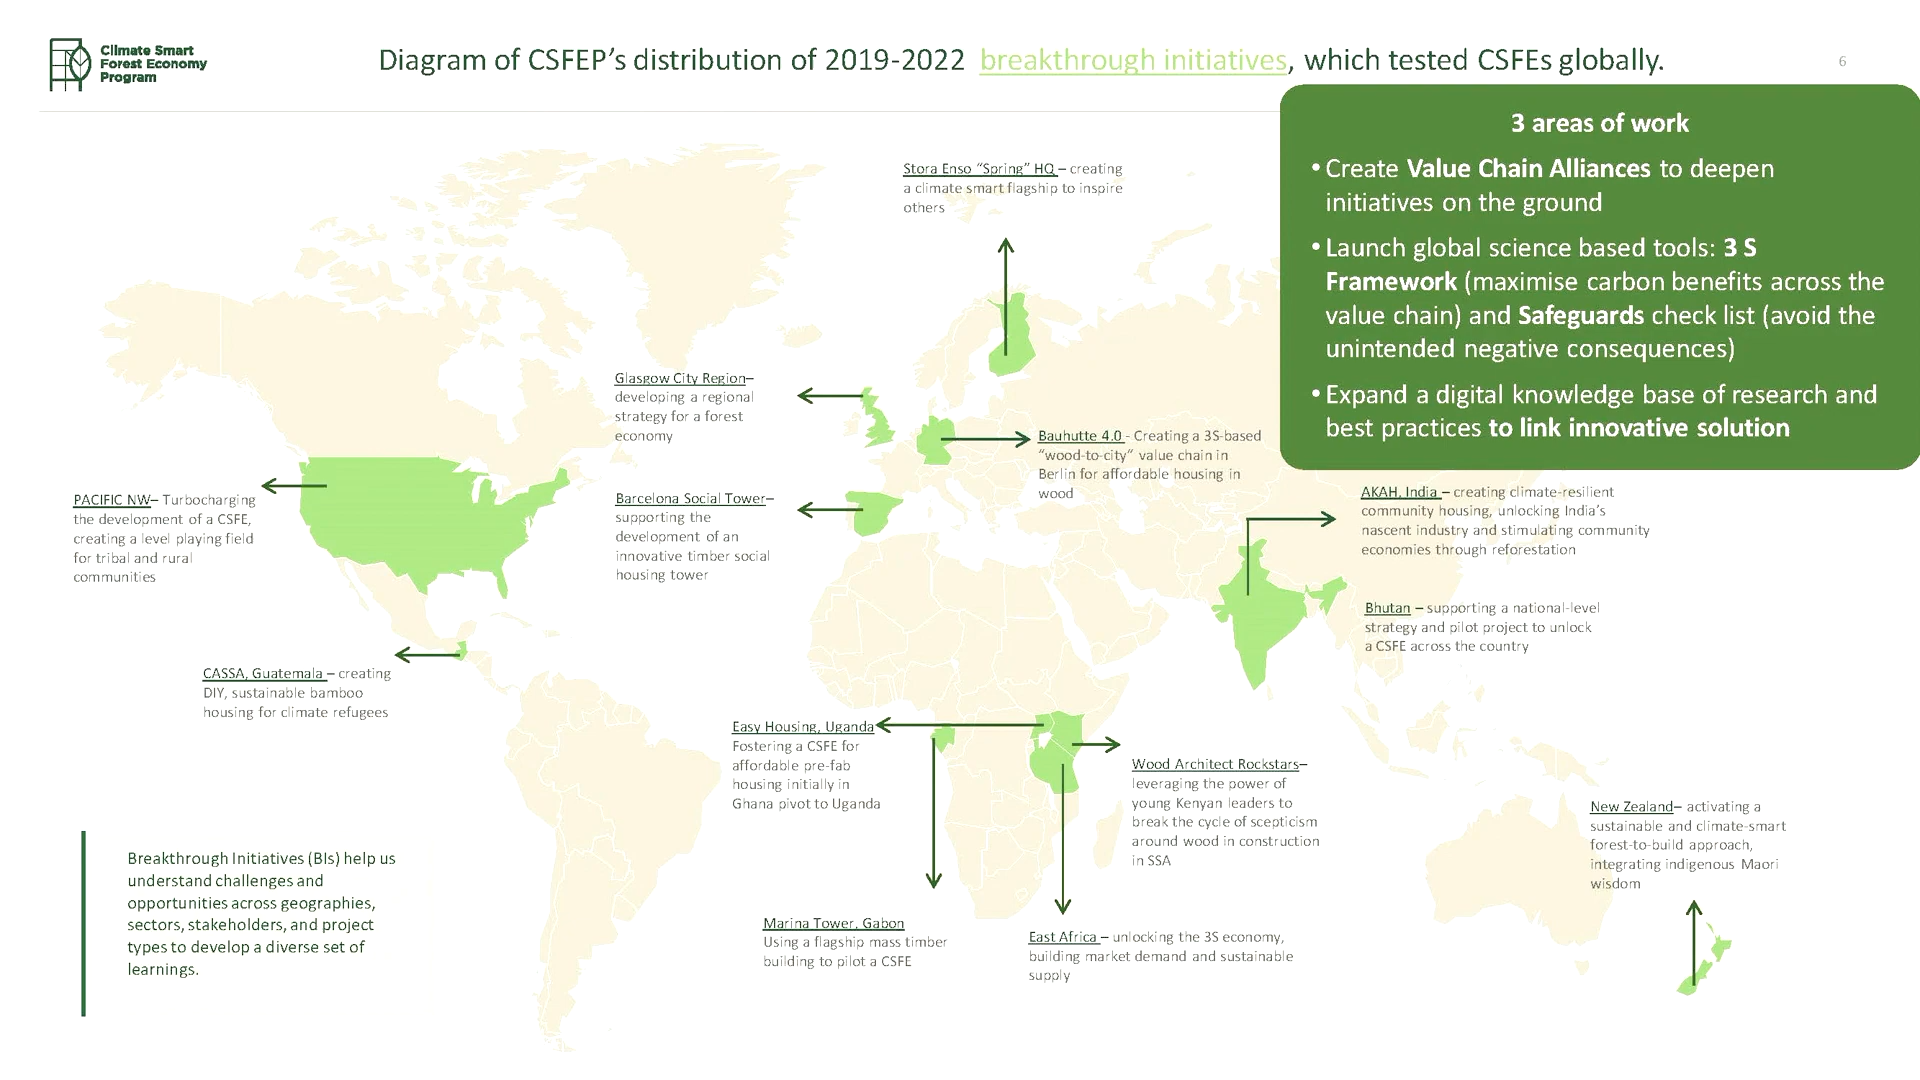 Climate Smart
Forest Economy
Program
Diagram of CSFEP's distribution of 2019-2022 breakthrough initiatives, which tested CSFEs globally.
6
3 areas of work
• Create Value Chain Alliances to deepen
initiatives on the ground
• Launch global science based tools: 3 S
Framework (maximise carbon benefits across the
value chain) and Safeguards check list (avoid the
unintended negative consequences)
• Expand a digital knowledge base of research and
best practices to link innovative solution
Stora Enso “Spring” HQ – creating
a climate smart flagship to inspire
others
Glasgow City Region–
developing a regional
strategy for a forest
economy
Bauhutte 4.0 - Creating a 3S-based
“wood-to-city” value chain in
Berlin for affordable housing in
wood
PACIFIC NW– Turbocharging
the development of a CSFE,
creating a level playing field
for tribal and rural
communities
Barcelona Social Tower–
supporting the
development of an
innovative timber social
housing tower
AKAH, India – creating climate-resilient
community housing, unlocking India’s
nascent industry and stimulating community
economies through reforestation
Bhutan – supporting a national-level
strategy and pilot project to unlock
a CSFE across the country
CASSA, Guatemala – creating
DIY, sustainable bamboo
housing for climate refugees
Easy Housing, Uganda
Fostering a CSFE for
affordable pre-fab
housing initially in
Ghana pivot to Uganda
Wood Architect Rockstars–
leveraging the power of
young Kenyan leaders to
break the cycle of scepticism
around wood in construction
in SSA
New Zealand– activating a
sustainable and climate-smart
forest-to-build approach,
integrating indigenous Maori
wisdom
Breakthrough Initiatives (BIs) help us
understand challenges and
opportunities across geographies,
sectors, stakeholders, and project
types to develop a diverse set of
learnings.
Marina Tower, Gabon
Using a flagship mass timber
building to pilot a CSFE
East Africa – unlocking the 3S economy,
building market demand and sustainable
supply